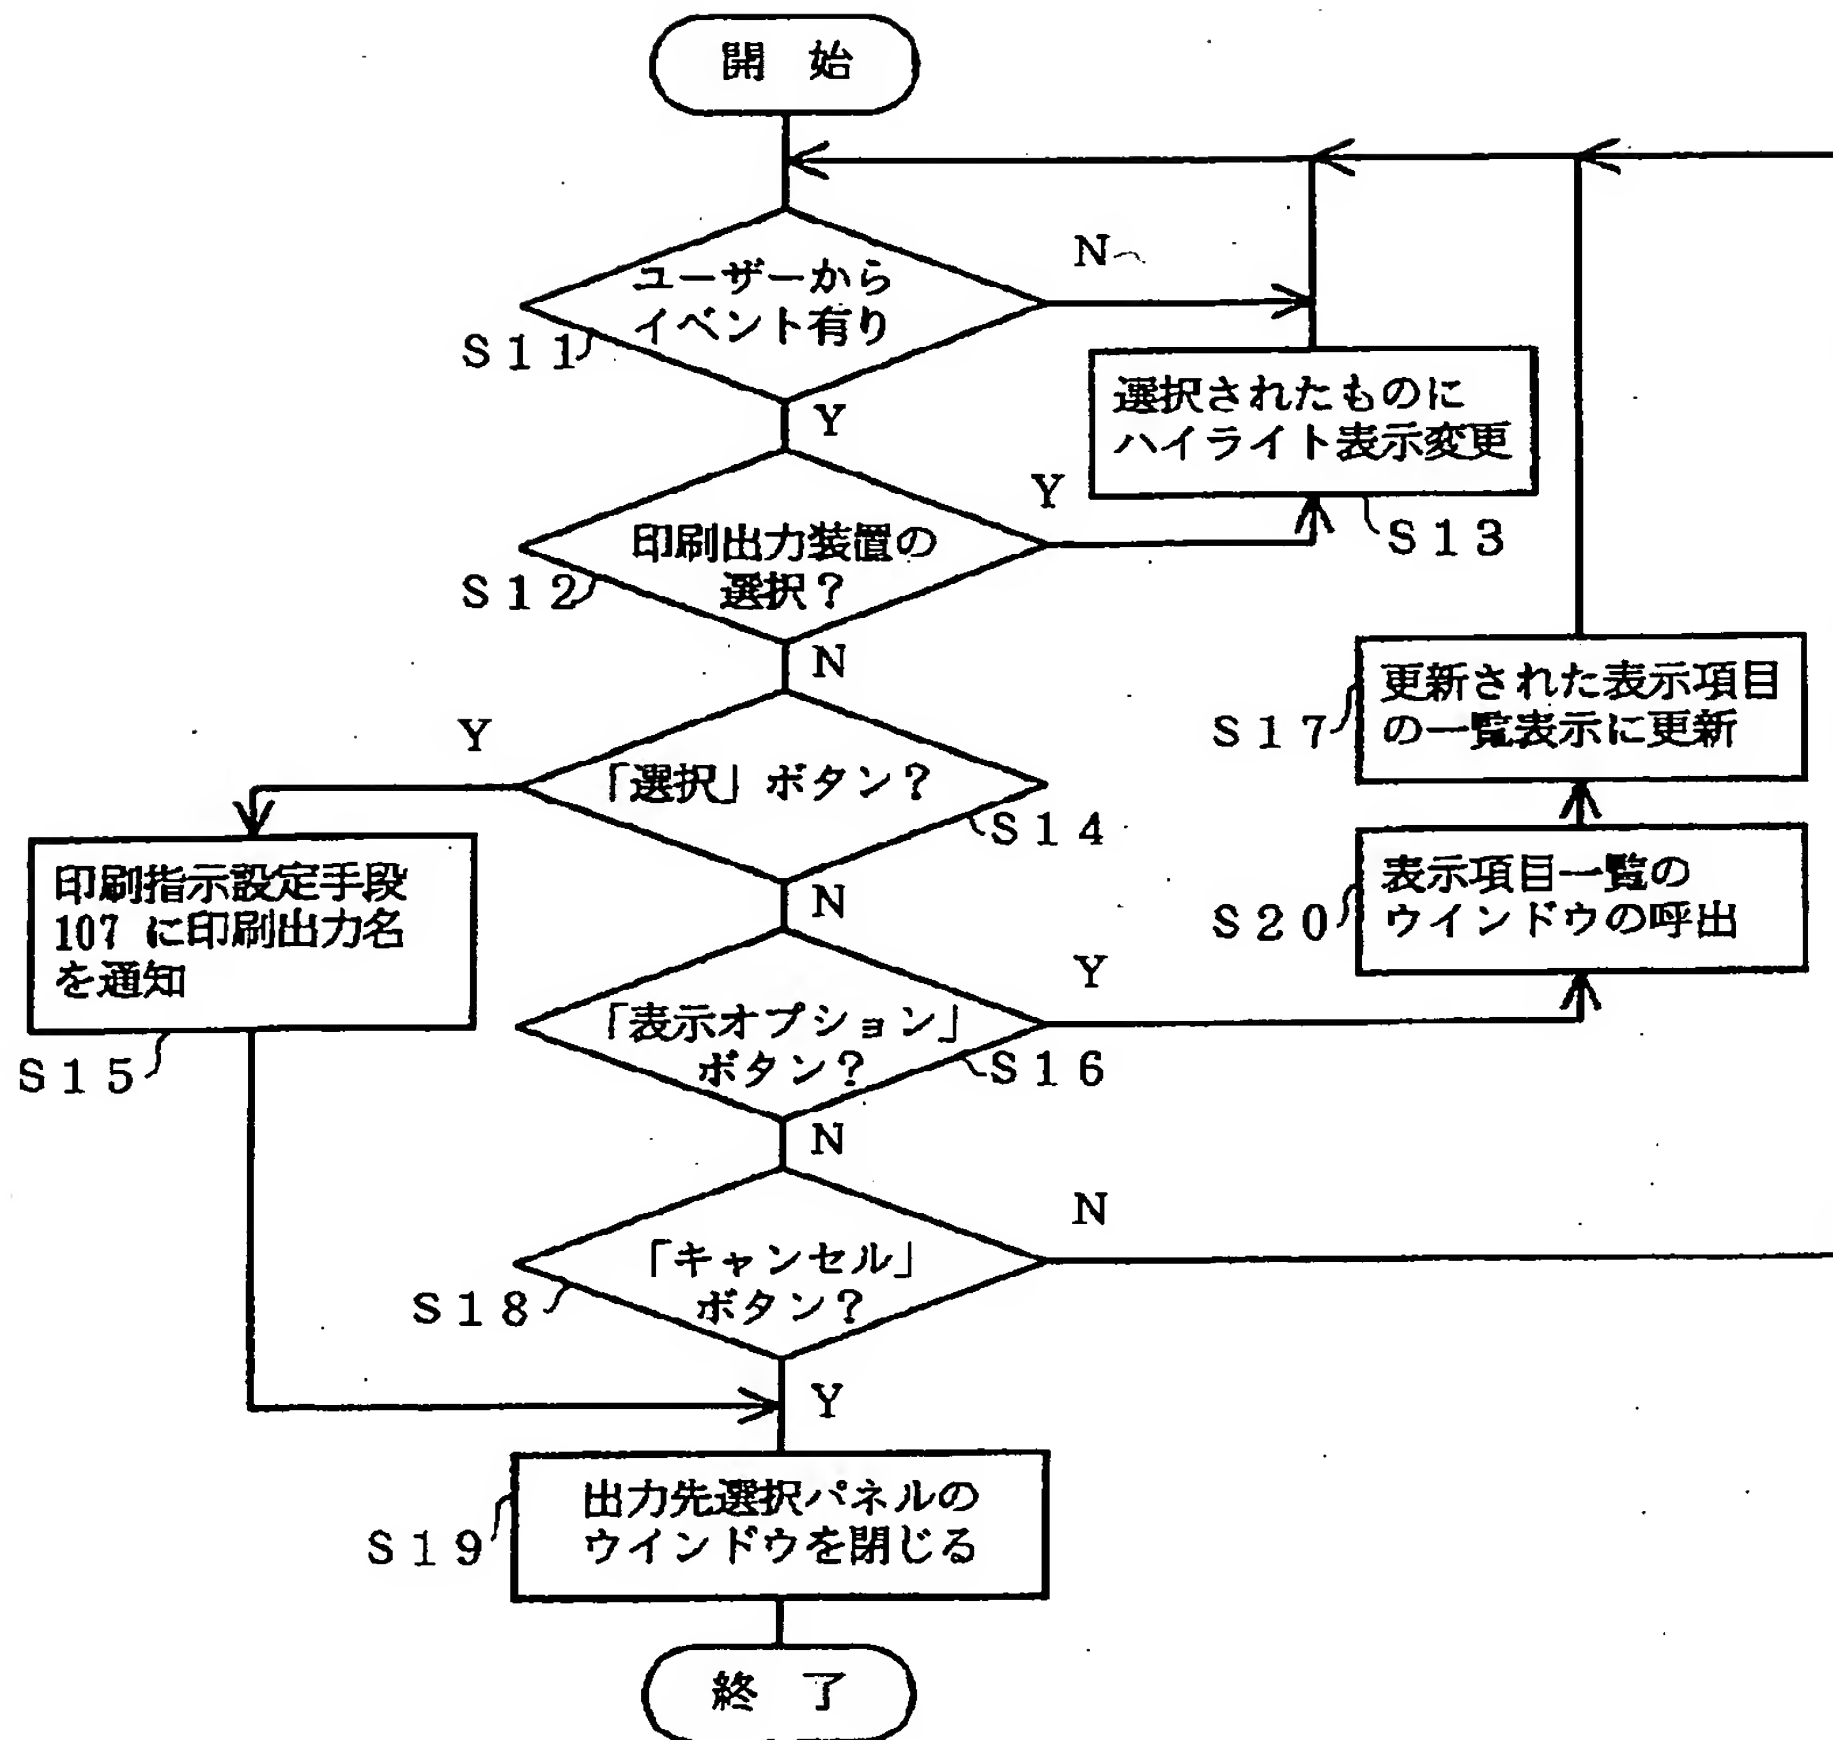 開 始
ユーザーから
イベント有り
N
S11
Y
選択されたものに
ハイライト表示変更
S13
印刷出力装置の
選択？
Y
S12
N
更新された表示項目
の一覧表示に更新
S17
「選択」ボタン？
Y
S14
N
印刷指示設定手段
107 に印刷出力名
を通知
S15
表示項目一覧の
ウインドウの呼出
S20
「表示オプション」
ボタン？
Y
S16
N
「キャンセル」
ボタン？
N
S18
Y
出力先選択パネルの
ウインドウを閉じる
S19
終 了